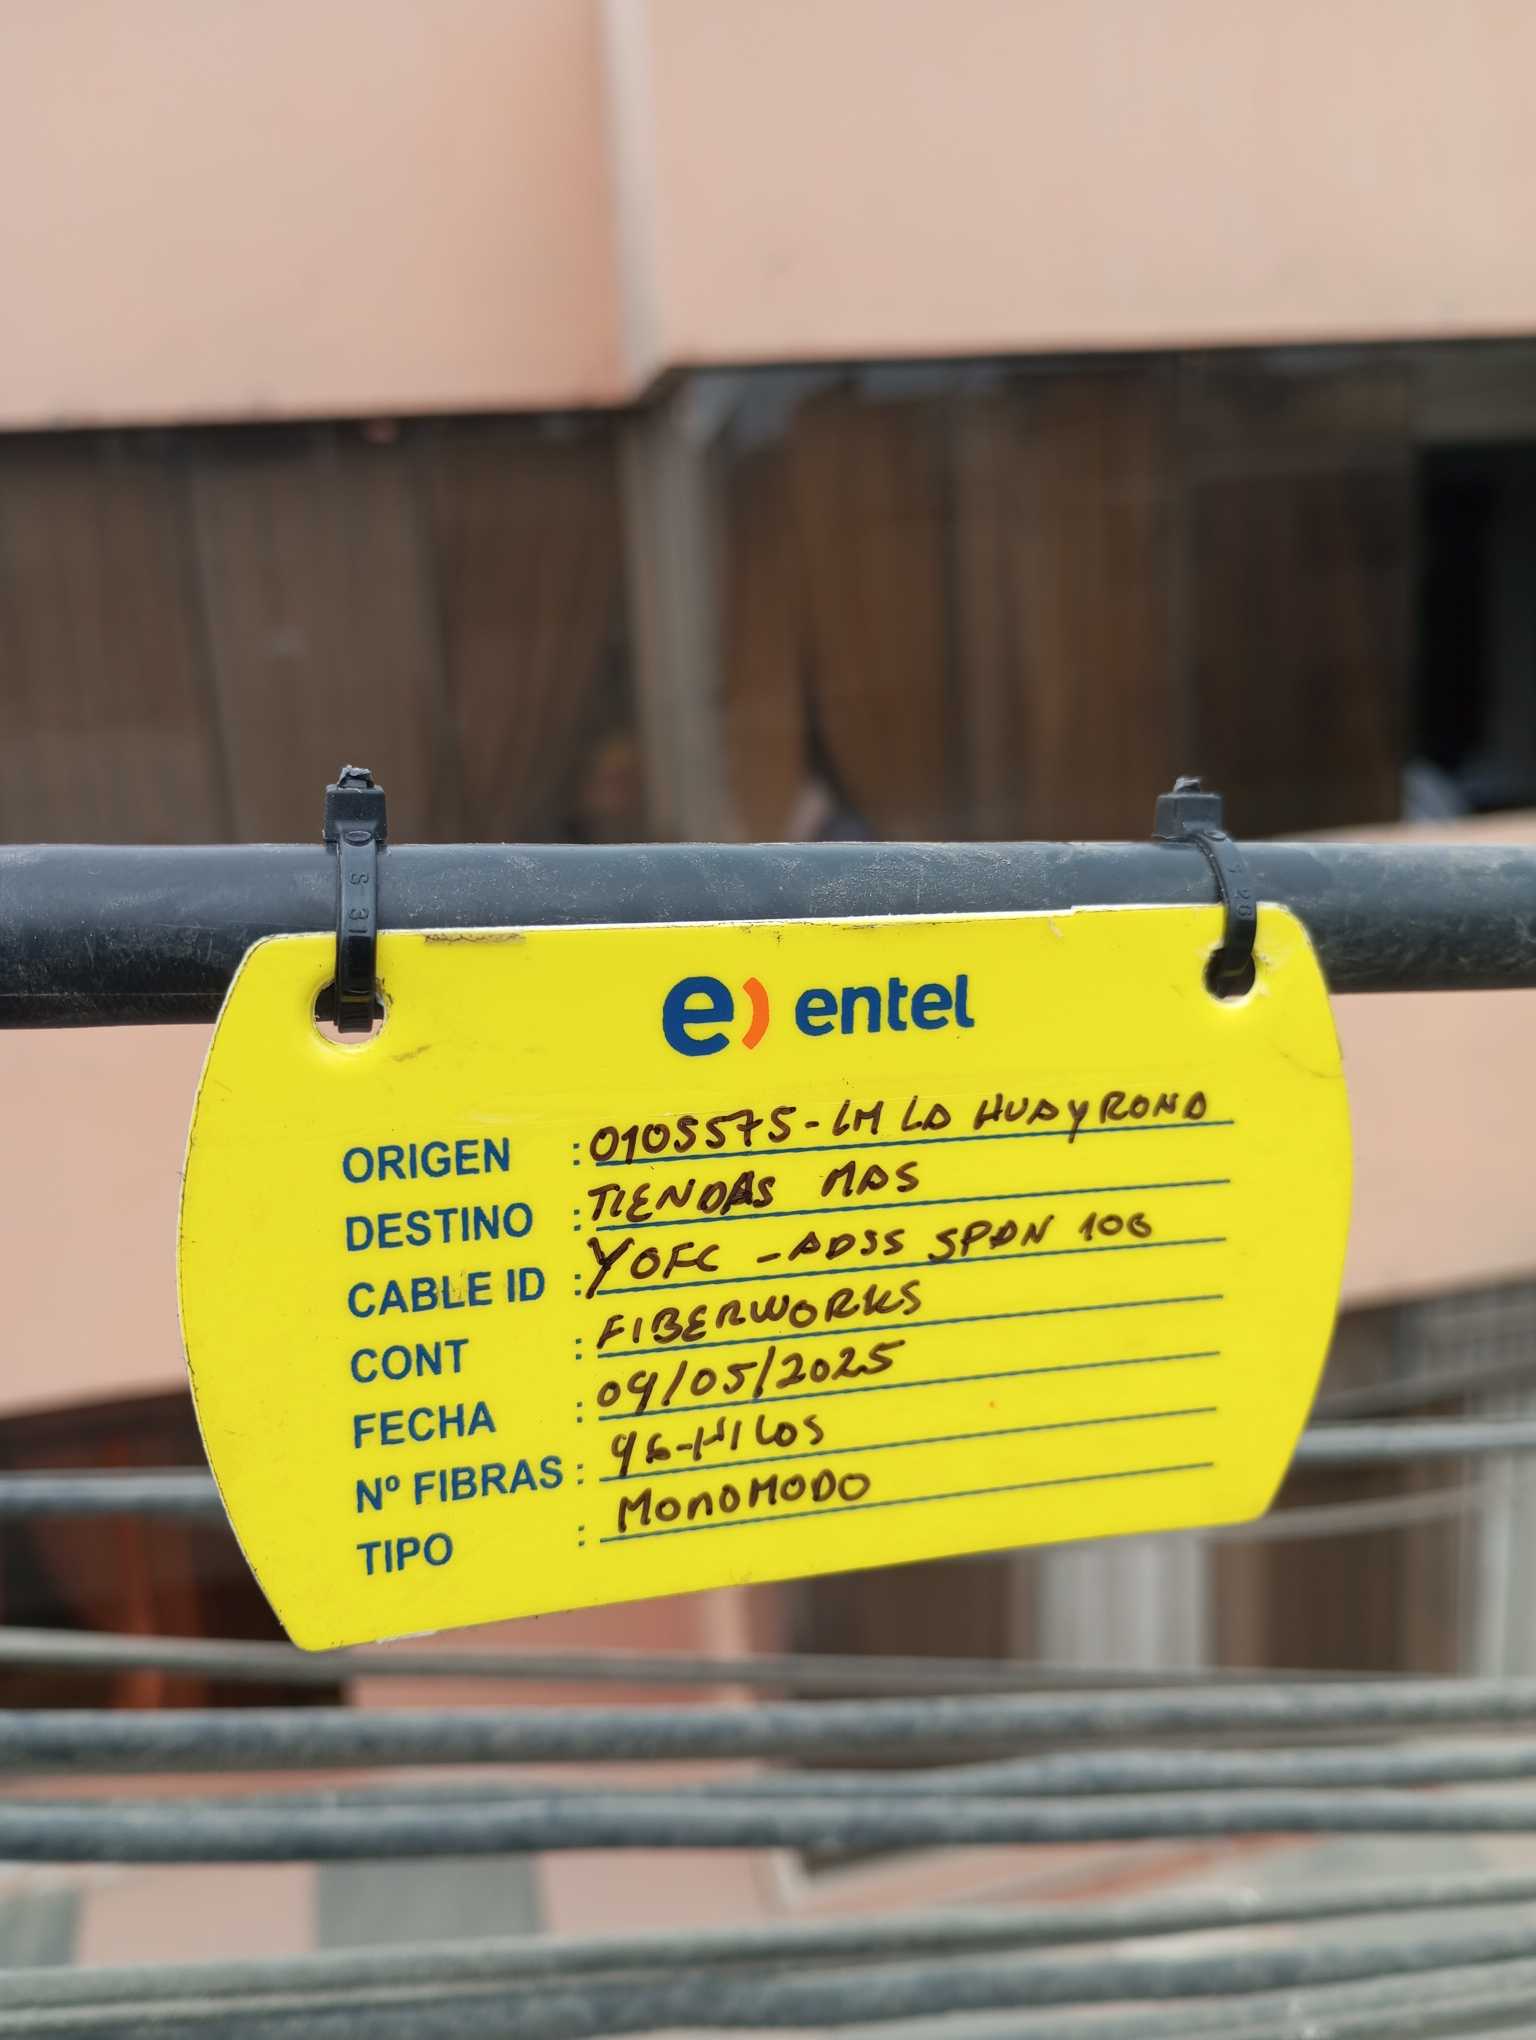 e) entel
ORIGEN : 0105575-LM LA HUAYRONA
DESTINO : TIENDAS MAS
CABLE ID : YOFC -ADSS SPAN 100
CONT : FIBERWORKS
FECHA : 09/05/2025
Nº FIBRAS : 96-HILOS
TIPO : MONOMODO